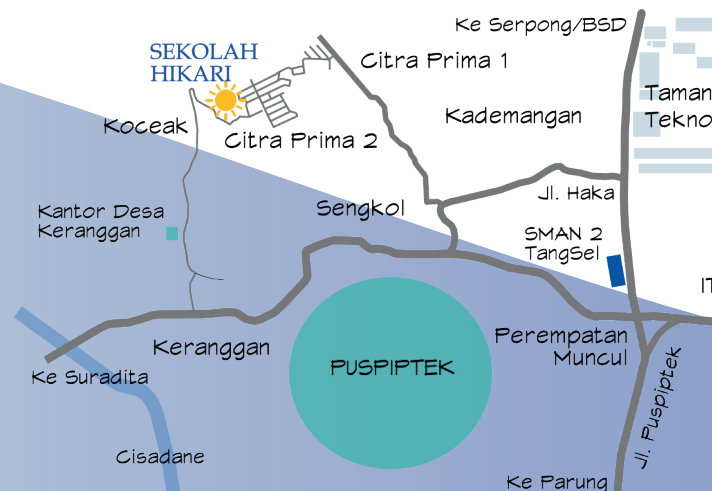 Ke Serpong/BSD
SEKOLAH
HIKARI
Citra Prima 1
Taman
Tekno
Kademangan
Koceak
Citra Prima 2
Jl. Haka
Kantor Desa
Keranggan
Sengkol
SMAN 2
TangSel
IT
Perempatan
Muncul
Keranggan
PUSPIPTEK
Ke Suradita
Jl. Puspiptek
Cisadane
Ke Parung